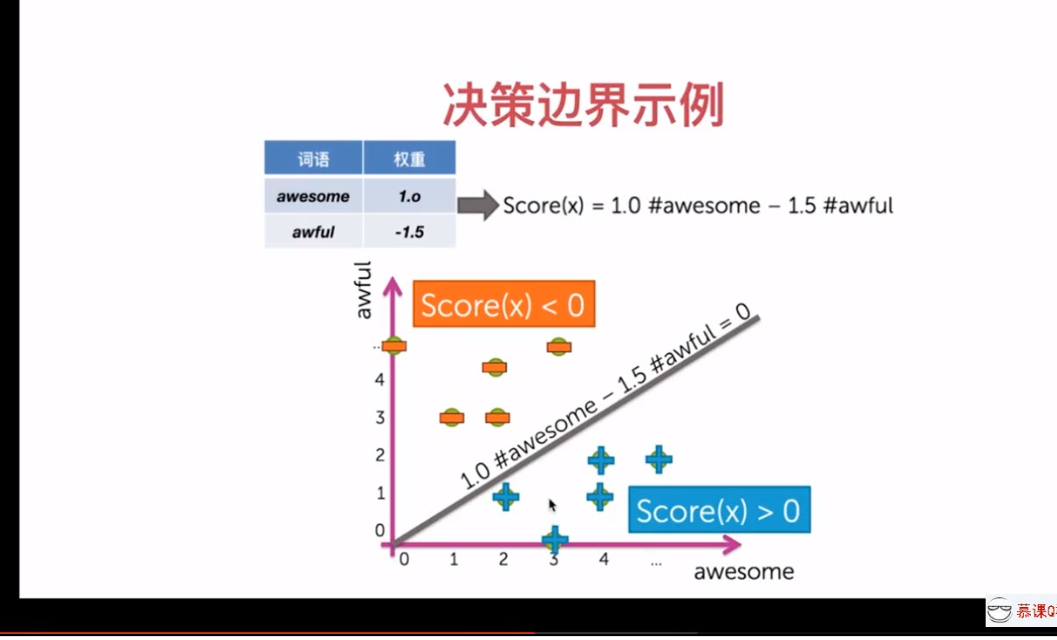 决策边界示例
词语 权重
awesome 1.o
awful -1.5
Score(x) = 1.0 #awesome – 1.5 #awful
awful
Score(x) < 0
1.0 #awesome – 1.5 #awful = 0
...
4
3
2
1
0
Score(x) > 0
0 1 2 3 4 ...
awesome
慕课